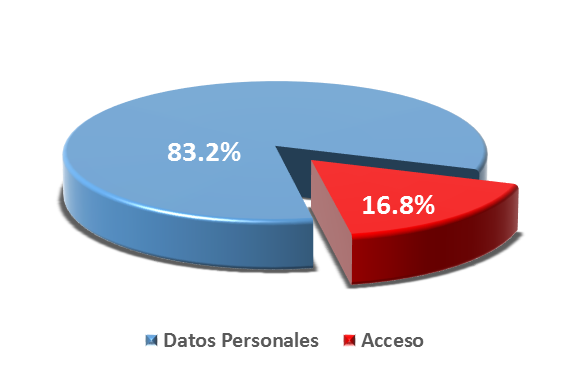 83.2%
16.8%
Datos Personales
Acceso